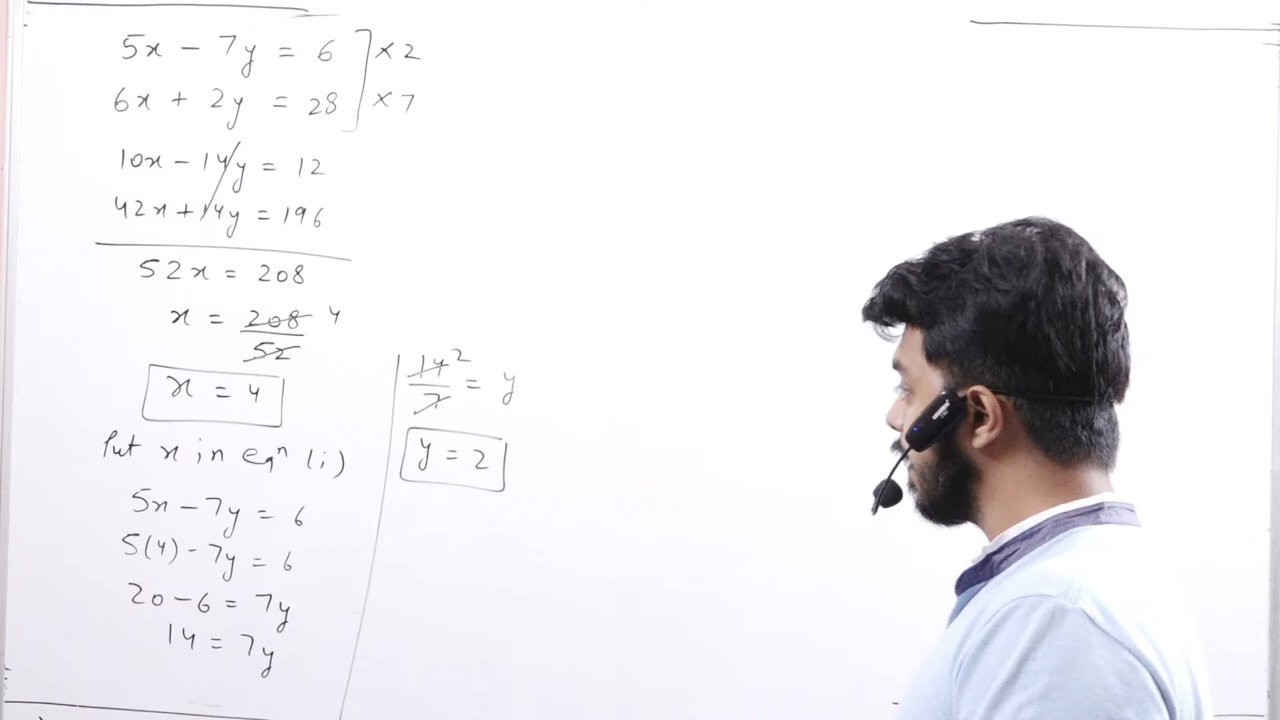 5x - 7y = 6 ] × 2
6x + 2y = 28 ] × 7
10x - 14y = 12
42x + 14y = 196
52x = 208
x = 208/52 4
x = 4
Put x in eqn (i)
5x - 7y = 6
5(4) - 7y = 6
20 - 6 = 7y
14 = 7y
14/7 2 = y
y = 2